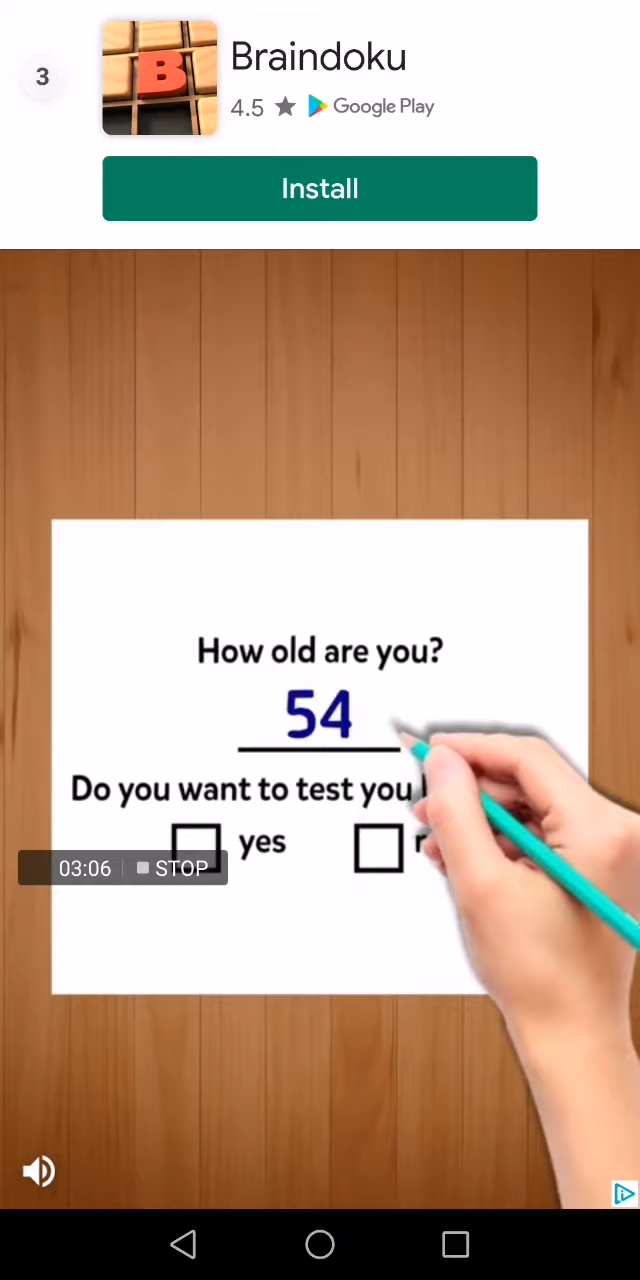 3
B
Braindoku
4.5 ★ Google Play
Install
How old are you?
54
Do you want to test you
yes
03:06 STOP